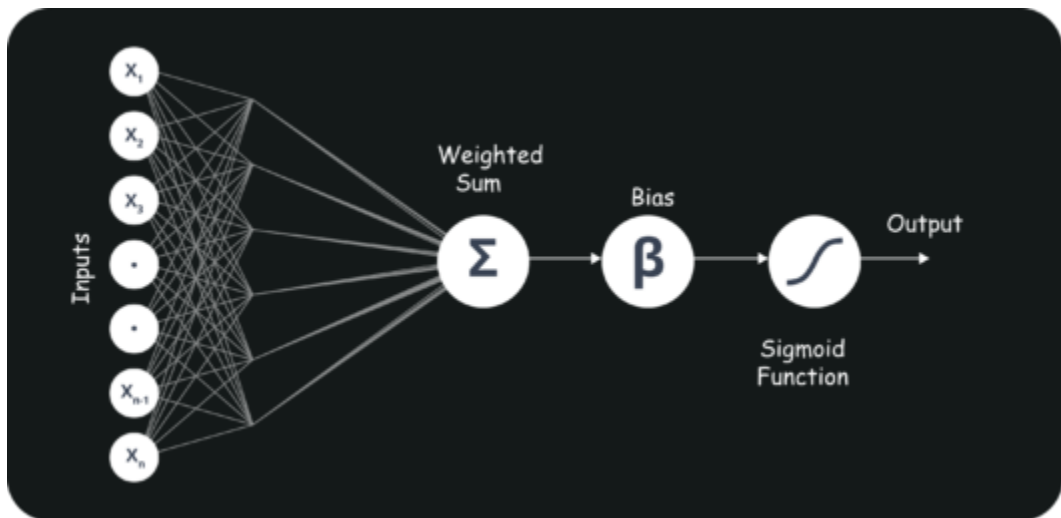 X₁
X₂
X₃
.
.
Xₙ₋₁
Xₙ
Inputs
Weighted
Sum
Σ
Bias
β
Sigmoid
Function
Output